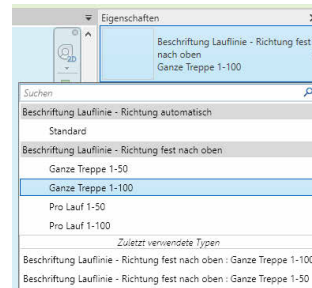 Eigenschaften
2D
Beschriftung Lauflinie - Richtung fest
nach oben
Ganze Treppe 1-100
Suchen
Beschriftung Lauflinie - Richtung automatisch
Standard
Beschriftung Lauflinie - Richtung fest nach oben
Ganze Treppe 1-50
Ganze Treppe 1-100
Pro Lauf 1-50
Pro Lauf 1-100
Zuletzt verwendete Typen
Beschriftung Lauflinie - Richtung fest nach oben : Ganze Treppe 1-100
Beschriftung Lauflinie - Richtung fest nach oben : Ganze Treppe 1-50